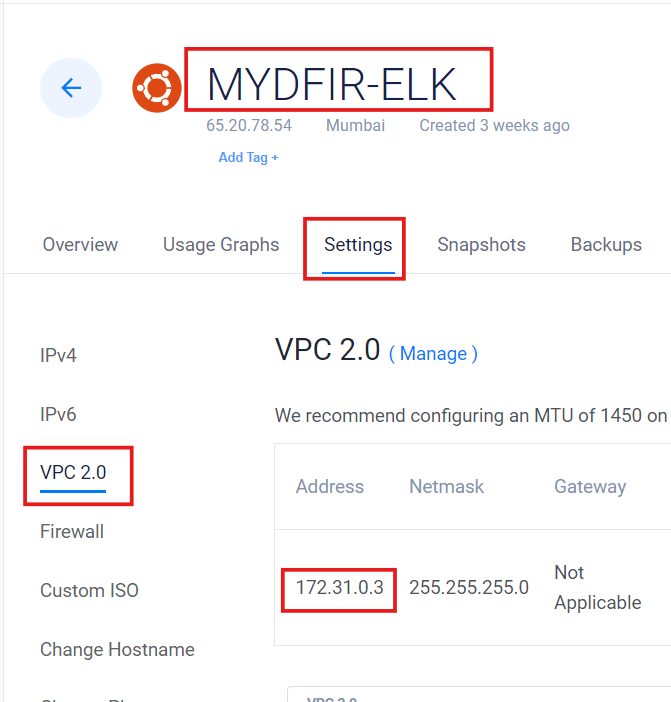 MYDFIR-ELK
65.20.78.54 Mumbai Created 3 weeks ago
Add Tag +
Overview Usage Graphs Settings Snapshots Backups
IPv4
IPv6
VPC 2.0
Firewall
Custom ISO
Change Hostname
VPC 2.0 ( Manage )
We recommend configuring an MTU of 1450 on
Address Netmask Gateway
172.31.0.3 255.255.255.0 Not
Applicable
VPC 2.0